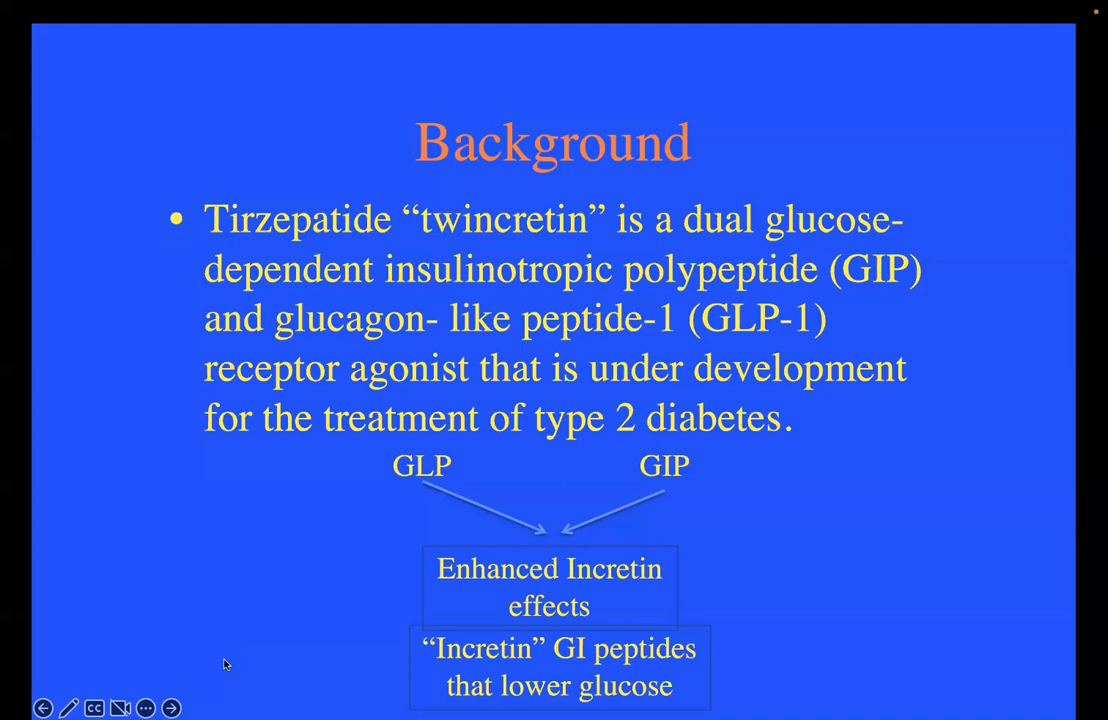 Background
• Tirzepatide “twincretin” is a dual glucose-
dependent insulinotropic polypeptide (GIP)
and glucagon- like peptide-1 (GLP-1)
receptor agonist that is under development
for the treatment of type 2 diabetes.
GLP GIP
Enhanced Incretin
effects
“Incretin” GI peptides
that lower glucose
CC